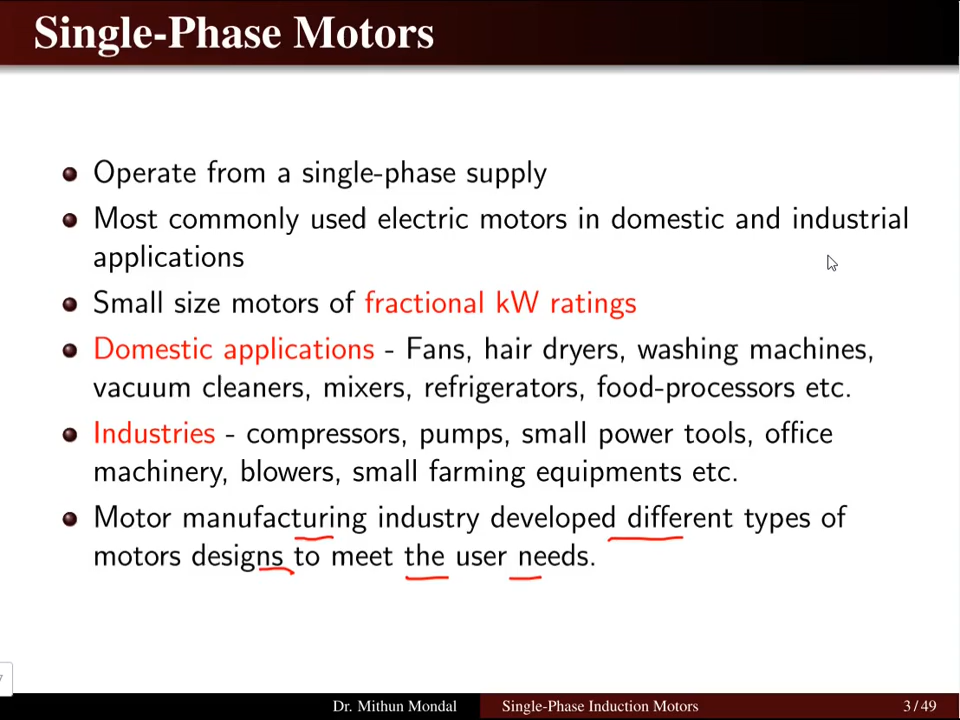 Single-Phase Motors
Operate from a single-phase supply
Most commonly used electric motors in domestic and industrial
applications
Small size motors of fractional kW ratings
Domestic applications - Fans, hair dryers, washing machines,
vacuum cleaners, mixers, refrigerators, food-processors etc.
Industries - compressors, pumps, small power tools, office
machinery, blowers, small farming equipments etc.
Motor manufacturing industry developed different types of
motors designs to meet the user needs.
Dr. Mithun Mondal Single-Phase Induction Motors 3 / 49